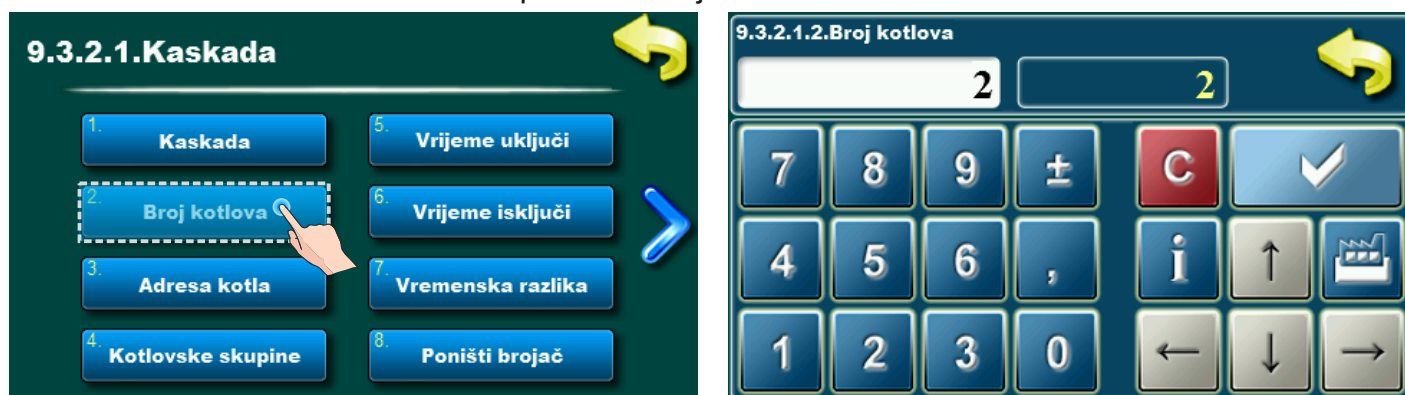 9.3.2.1.Kaskada
1. Kaskada
2. Broj kotlova
3. Adresa kotla
4. Kotlovske skupine
5. Vrijeme uključi
6. Vrijeme isključi
7. Vremenska razlika
8. Poništi brojač
9.3.2.1.2.Broj kotlova
2 2
7 8 9 ± C
4 5 6 , i ↑
1 2 3 0 ← ↓ →